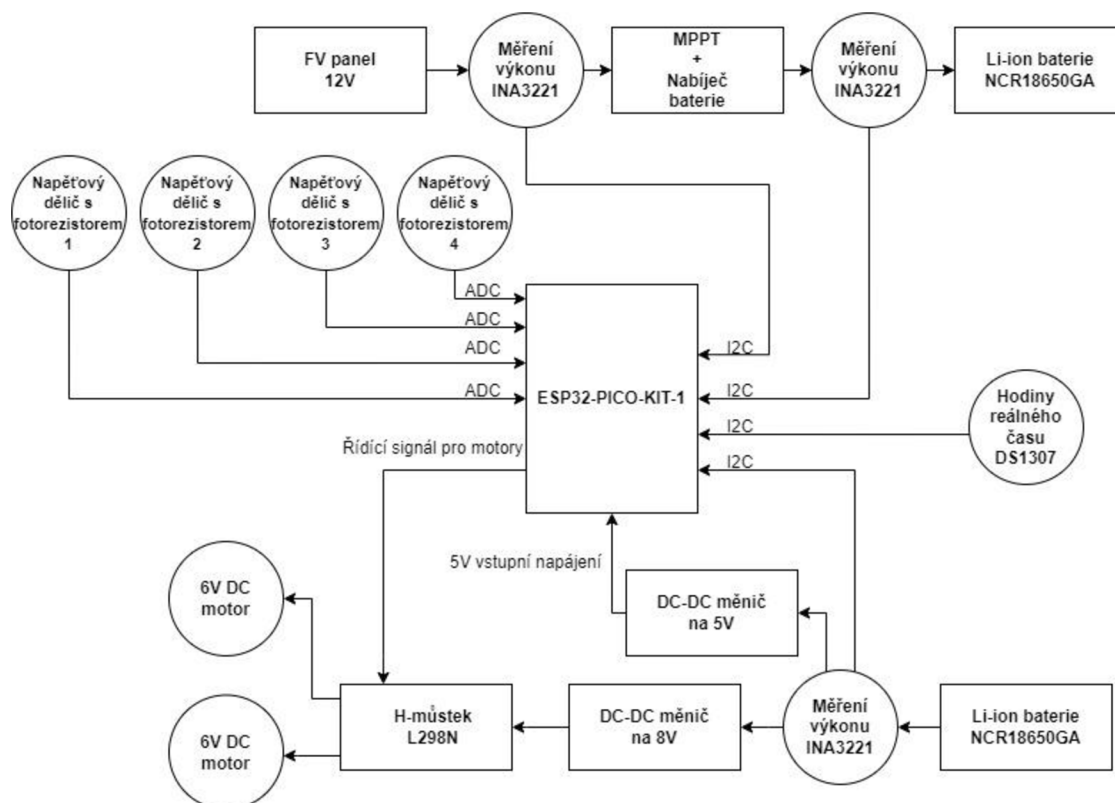 FV panel
12V
Měření
výkonu
INA3221
MPPT
+
Nabíječ
baterie
Měření
výkonu
INA3221
Li-ion baterie
NCR18650GA
Napěťový
dělič s
fotorezistorem
1
Napěťový
dělič s
fotorezistorem
2
Napěťový
dělič s
fotorezistorem
3
Napěťový
dělič s
fotorezistorem
4
ADC
ADC
ADC
ADC
ESP32-PICO-KIT-1
I2C
I2C
I2C
I2C
Hodiny
reálného
času
DS1307
Řídící signál pro motory
5V vstupní napájení
6V DC
motor
DC-DC měnič
na 5V
6V DC
motor
H-můstek
L298N
DC-DC měnič
na 8V
Měření
výkonu
INA3221
Li-ion baterie
NCR18650GA